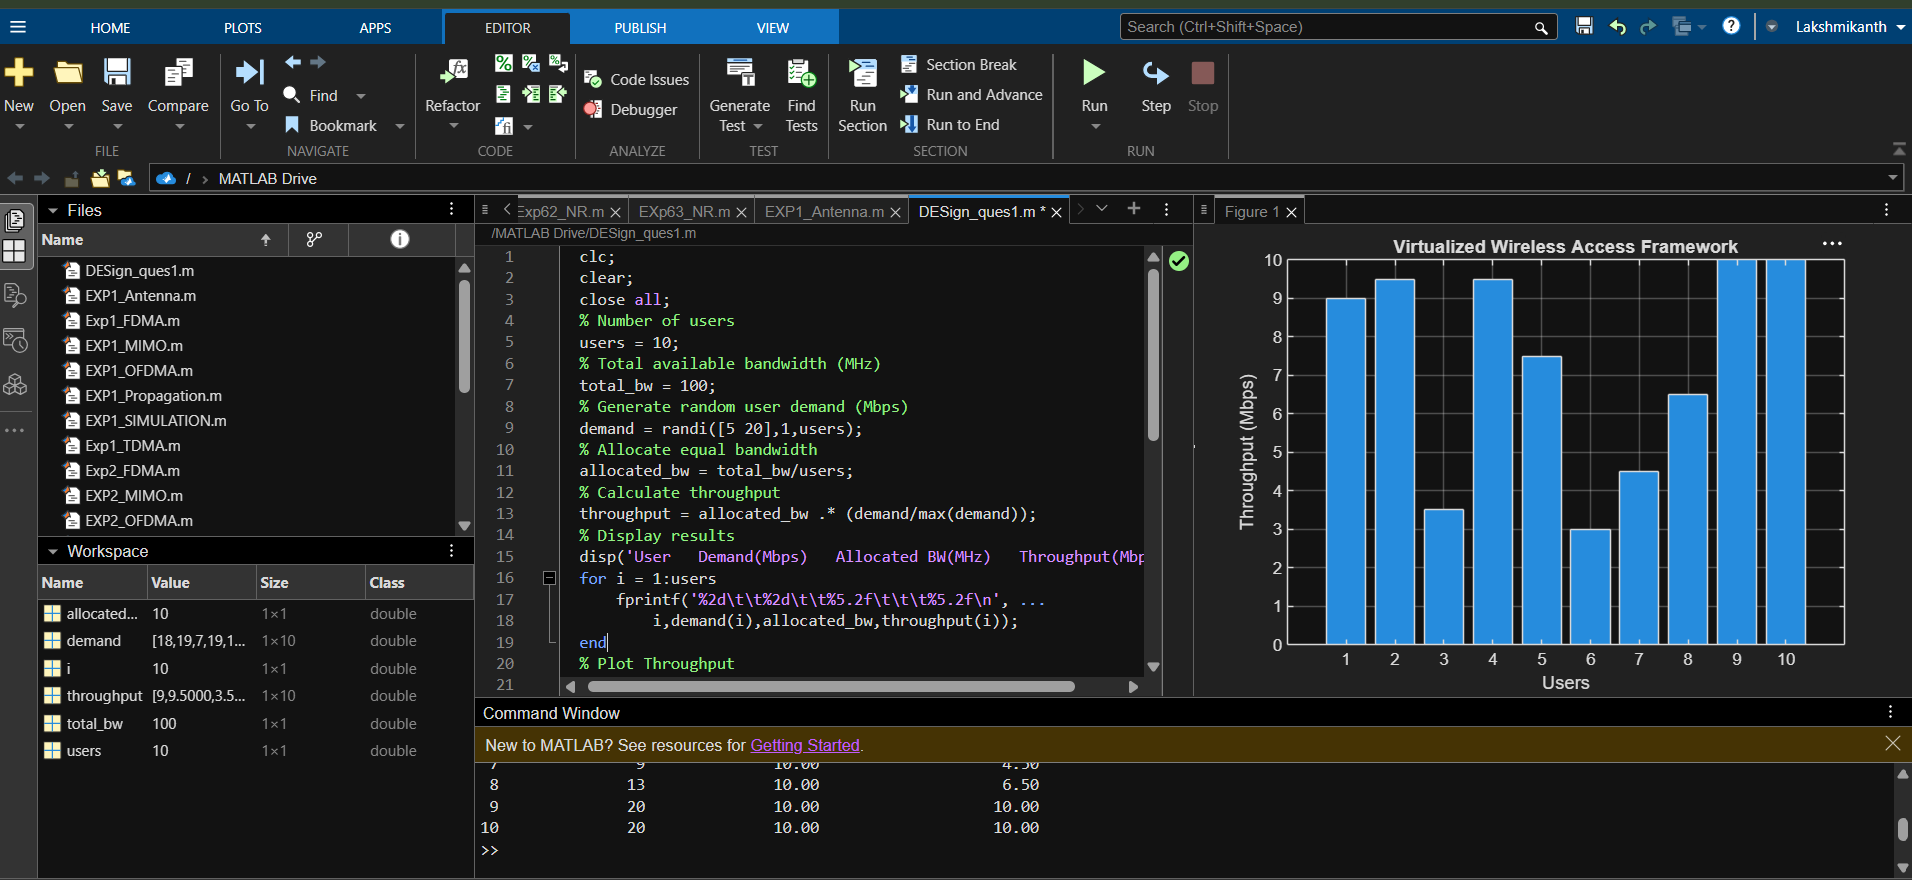 HOME PLOTS APPS EDITOR PUBLISH VIEW Search (Ctrl+Shift+Space) Lakshmikanth
New Open Save Compare
FILE
Go To Find Bookmark
NAVIGATE
Refactor
CODE
Code Issues
Debugger
ANALYZE
Generate Test Find Tests
TEST
Run Section
Section Break
Run and Advance
Run to End
SECTION
Run Step Stop
RUN
/ › MATLAB Drive
Files
Name
DESign_ques1.m
EXP1_Antenna.m
Exp1_FDMA.m
EXP1_MIMO.m
EXP1_OFDMA.m
EXP1_Propagation.m
EXP1_SIMULATION.m
Exp1_TDMA.m
Exp2_FDMA.m
EXP2_MIMO.m
EXP2_OFDMA.m
Workspace
Name Value Size Class
allocated... 10 1×1 double
demand [18,19,7,19,1... 1×10 double
i 10 1×1 double
throughput [9,9.5000,3.5... 1×10 double
total_bw 100 1×1 double
users 10 1×1 double
Exp62_NR.m EXp63_NR.m EXP1_Antenna.m DESign_ques1.m *
/MATLAB Drive/DESign_ques1.m
1 clc;
2 clear;
3 close all;
4 % Number of users
5 users = 10;
6 % Total available bandwidth (MHz)
7 total_bw = 100;
8 % Generate random user demand (Mbps)
9 demand = randi([5 20],1,users);
10 % Allocate equal bandwidth
11 allocated_bw = total_bw/users;
12 % Calculate throughput
13 throughput = allocated_bw .* (demand/max(demand));
14 % Display results
15 disp('User   Demand(Mbps)   Allocated BW(MHz)   Throughput(Mbp
16 for i = 1:users
17 fprintf('%2d\t\t%2d\t\t%5.2f\t\t\t%5.2f\n', ...
18 i,demand(i),allocated_bw,throughput(i));
19 end
20 % Plot Throughput
21
Figure 1
Virtualized Wireless Access Framework
Throughput (Mbps)
10
9
8
7
6
5
4
3
2
1
0
1 2 3 4 5 6 7 8 9 10
Users
Command Window
New to MATLAB? See resources for Getting Started.
7 9 10.00 4.50
8 13 10.00 6.50
9 20 10.00 10.00
10 20 10.00 10.00
>>